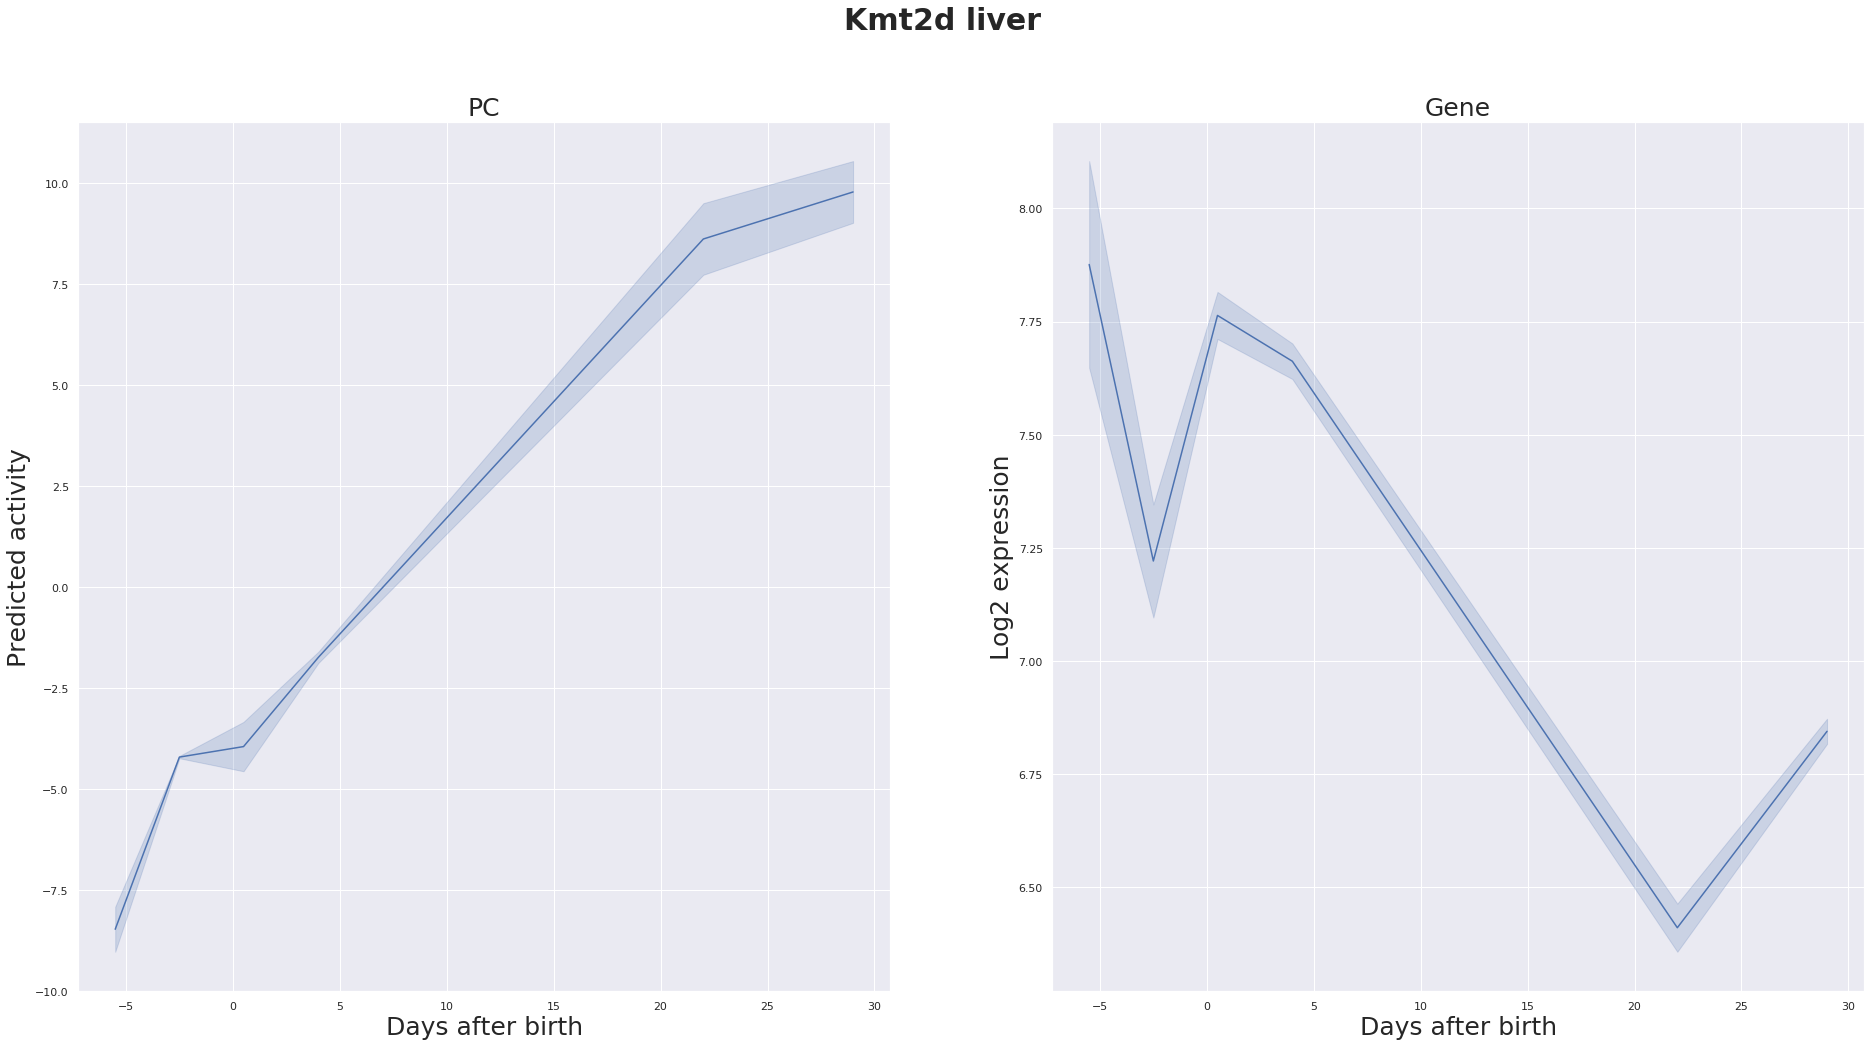 Kmt2d liver
PC
Predicted activity
10.0
7.5
5.0
2.5
0.0
−2.5
−5.0
−7.5
−10.0
−5 0 5 10 15 20 25 30
Days after birth
Gene
Log2 expression
8.00
7.75
7.50
7.25
7.00
6.75
6.50
−5 0 5 10 15 20 25 30
Days after birth